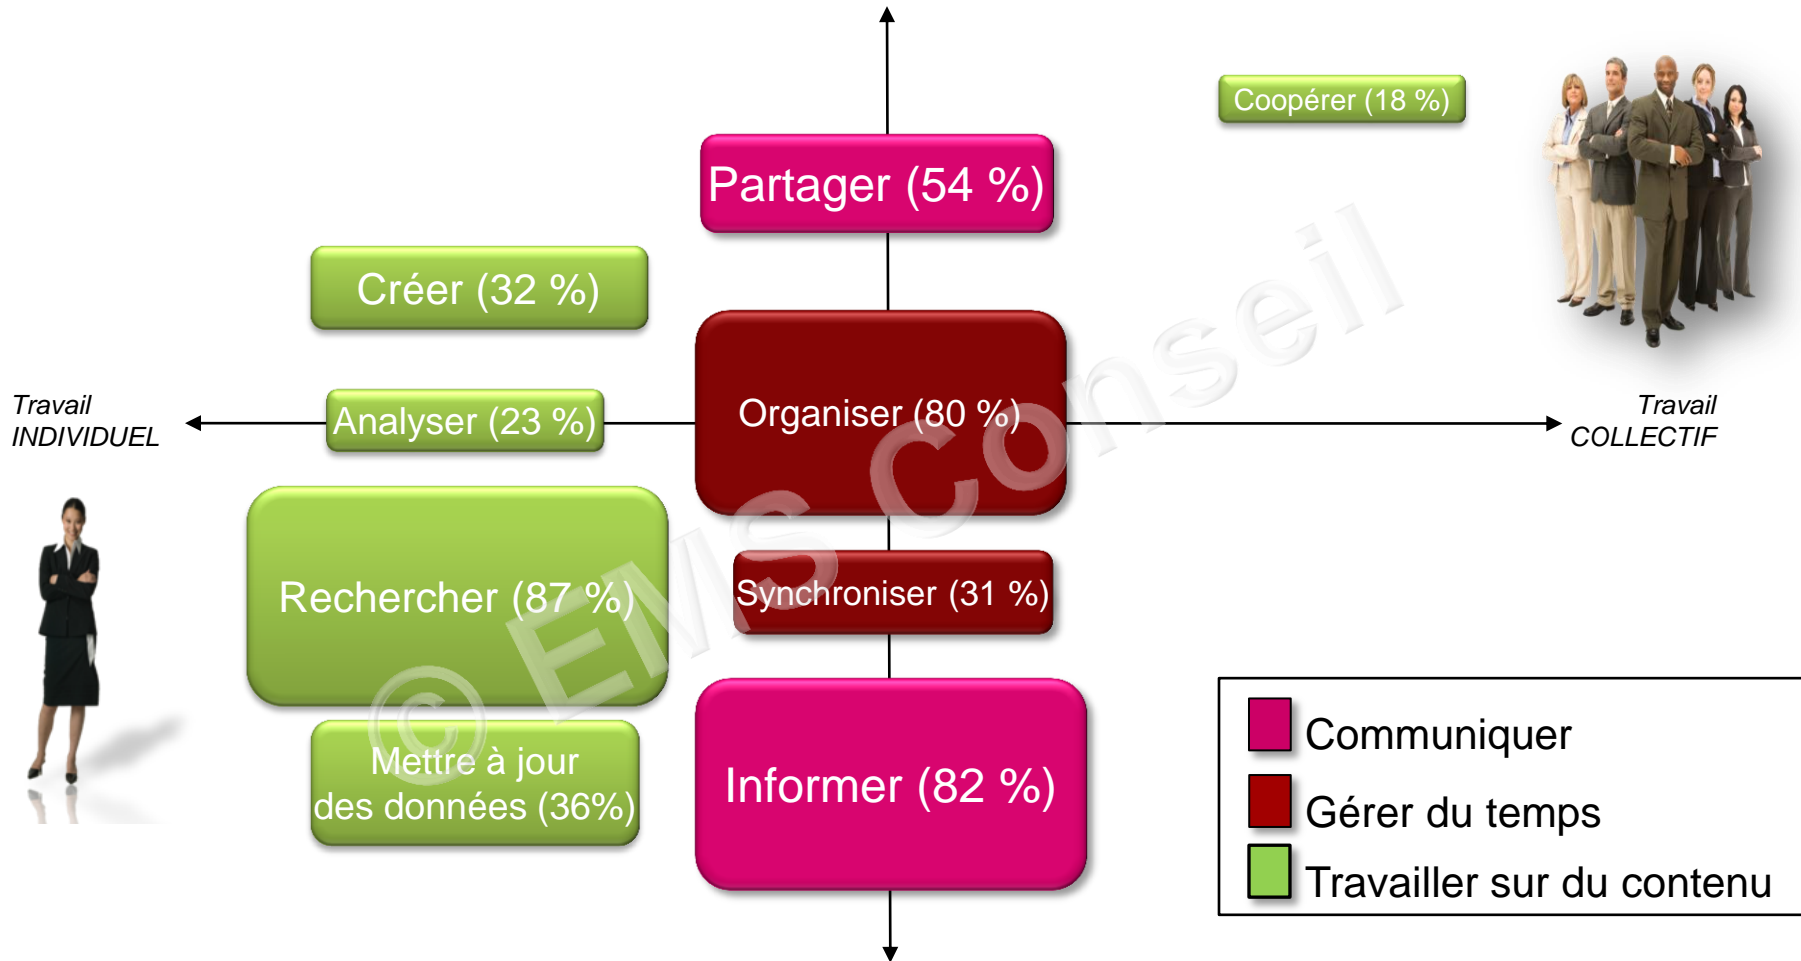 Coopérer (18 %)
Partager (54 %)
Créer (32 %)
Travail
INDIVIDUEL
Analyser (23 %)
Organiser (80 %)
Travail
COLLECTIF
Rechercher (87 %)
Synchroniser (31 %)
Mettre à jour
des données (36%)
Informer (82 %)
Communiquer
Gérer du temps
Travailler sur du contenu
© EMS Conseil